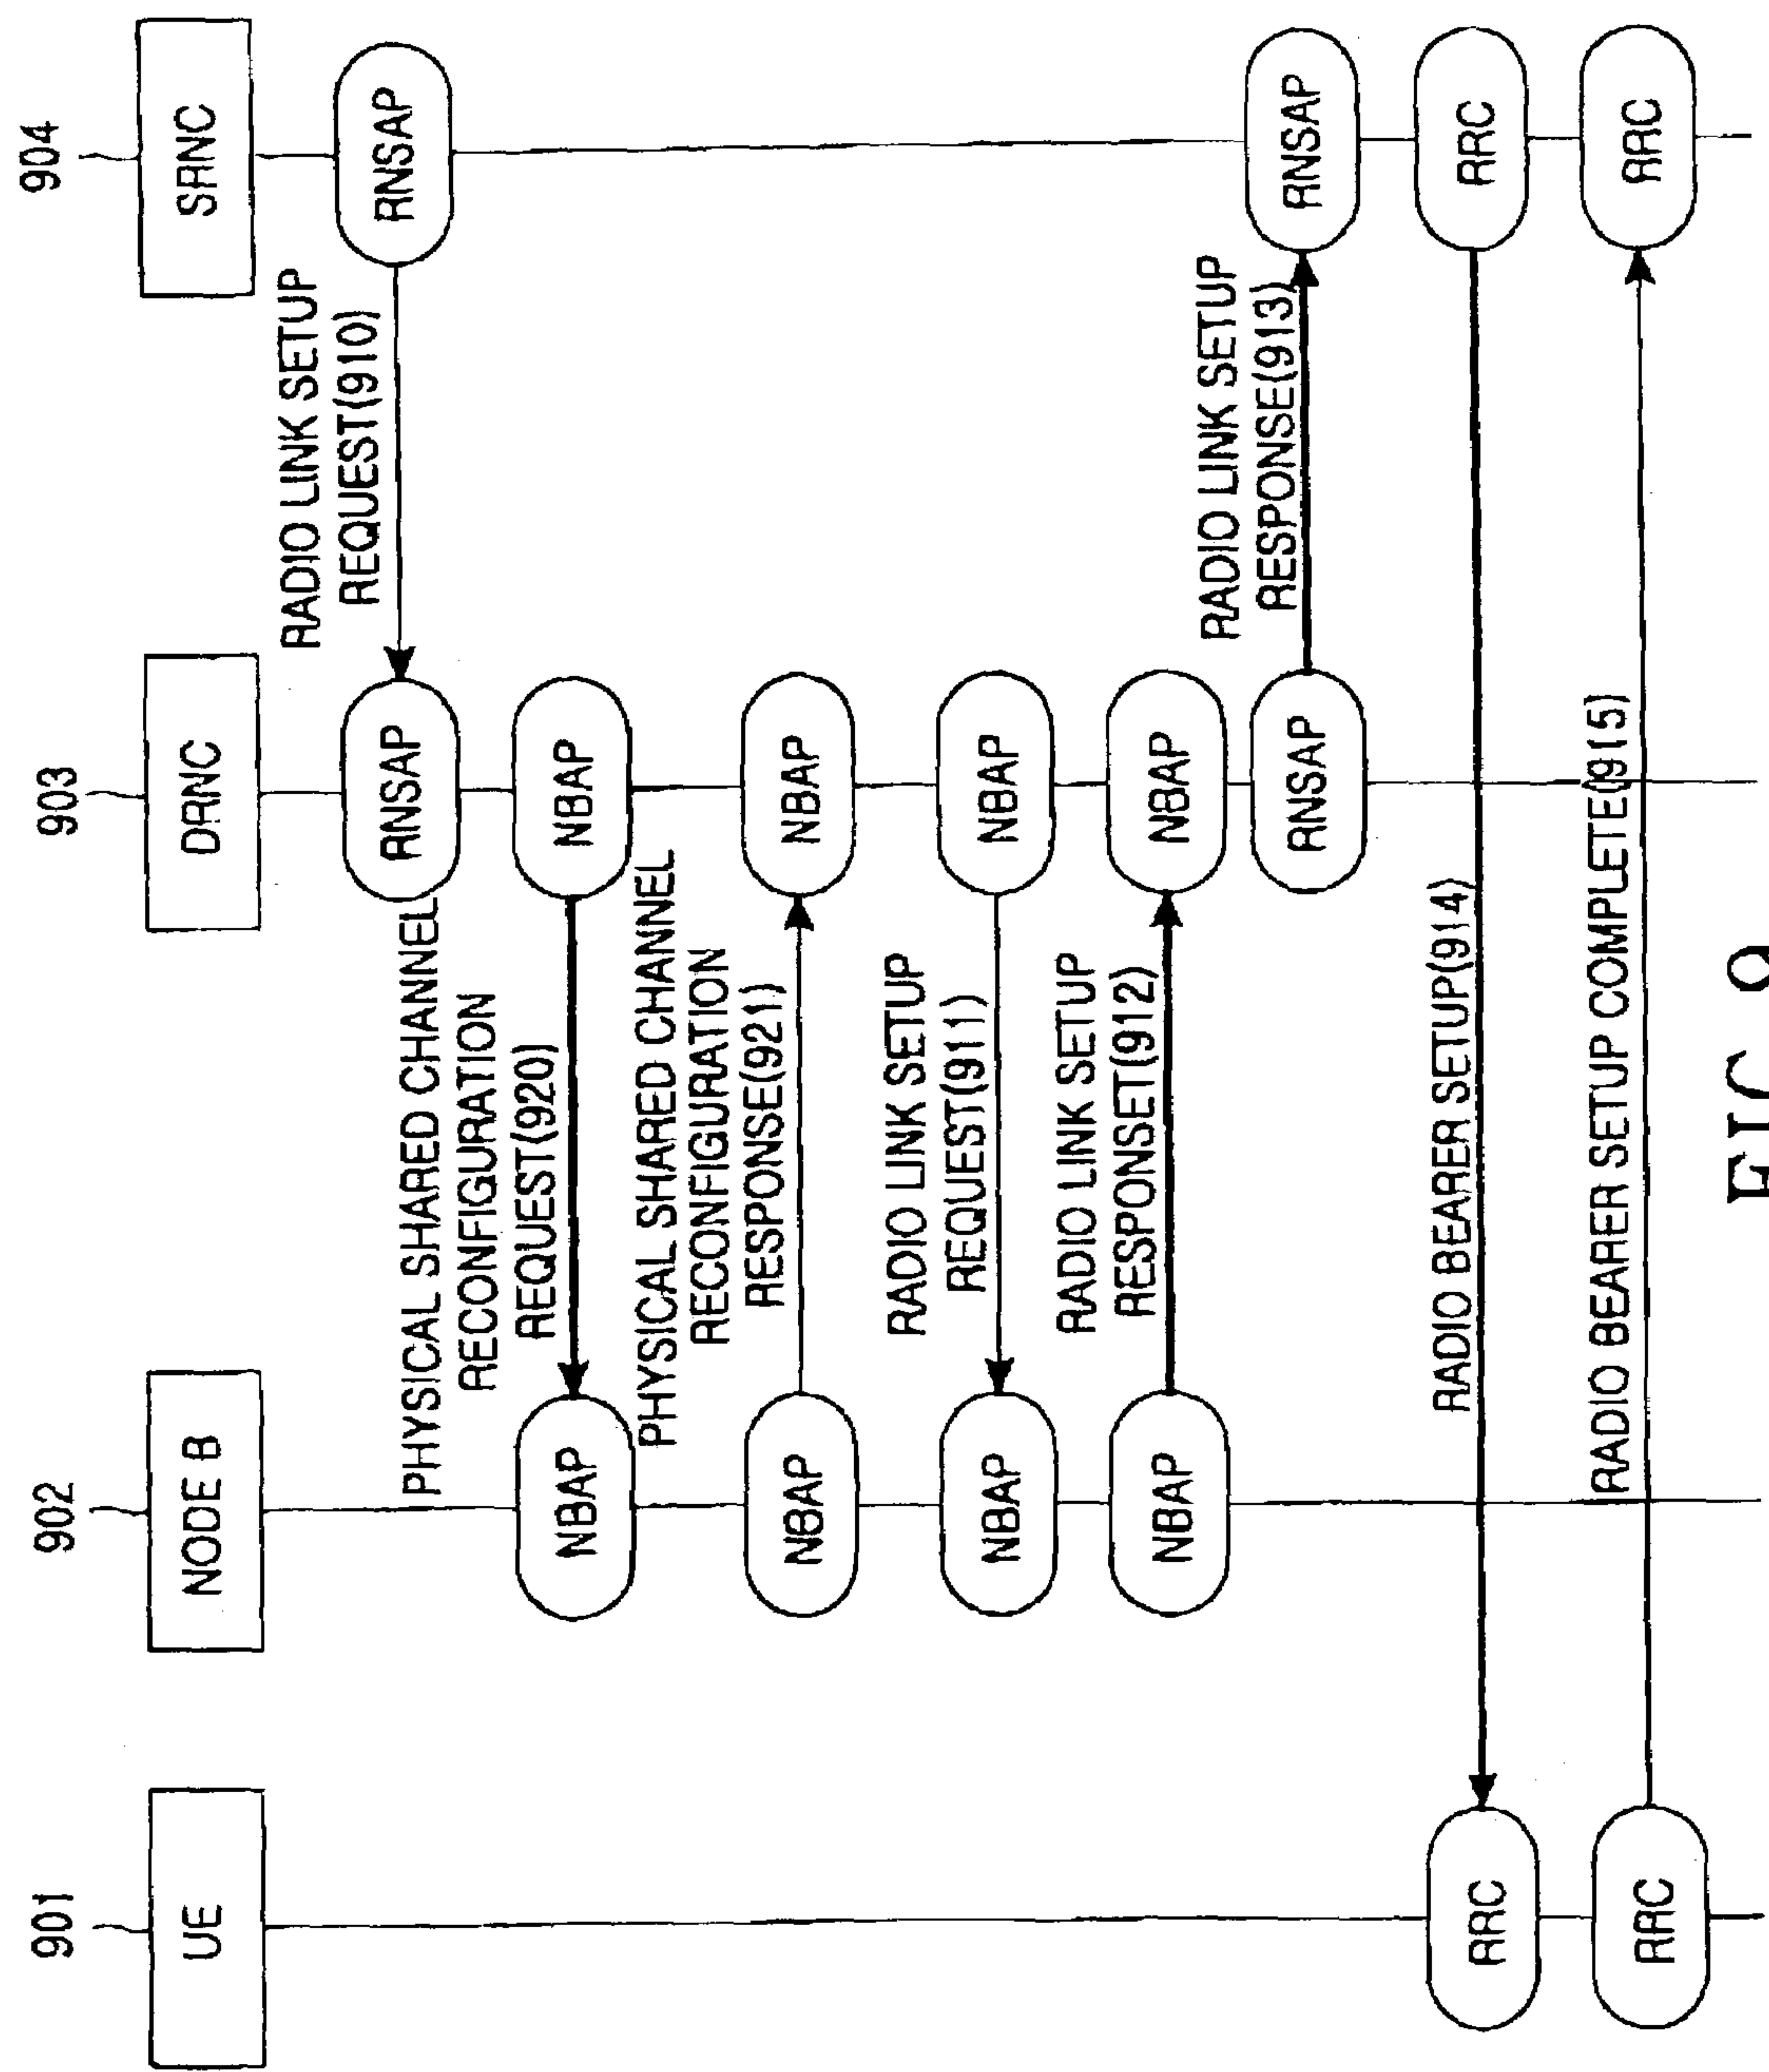 901
902
903
904
UE
NODE B
DRNC
SRNC
RADIO LINK SETUP
REQUEST(910)
RNSAP
RNSAP
PHYSICAL SHARED CHANNEL
RECONFIGURATION
REQUEST(920)
NBAP
NBAP
PHYSICAL SHARED CHANNEL
RECONFIGURATION
RESPONSE(921)
NBAP
NBAP
RADIO LINK SETUP
REQUEST(911)
NBAP
NBAP
RADIO LINK SETUP
RESPONSET(912)
NBAP
NBAP
RADIO LINK SETUP
RESPONSE(913)
RNSAP
RNSAP
RADIO BEARER SETUP(914)
RRC
RRC
RADIO BEARER SETUP COMPLETE(915)
RRC
RRC